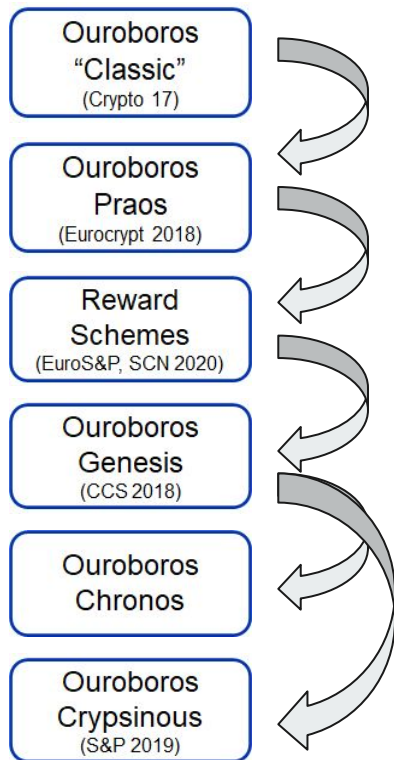 Ouroboros
“Classic”
(Crypto 17)
Ouroboros
Praos
(Eurocrypt 2018)
Reward
Schemes
(EuroS&P, SCN 2020)
Ouroboros
Genesis
(CCS 2018)
Ouroboros
Chronos
Ouroboros
Crypsinous
(S&P 2019)